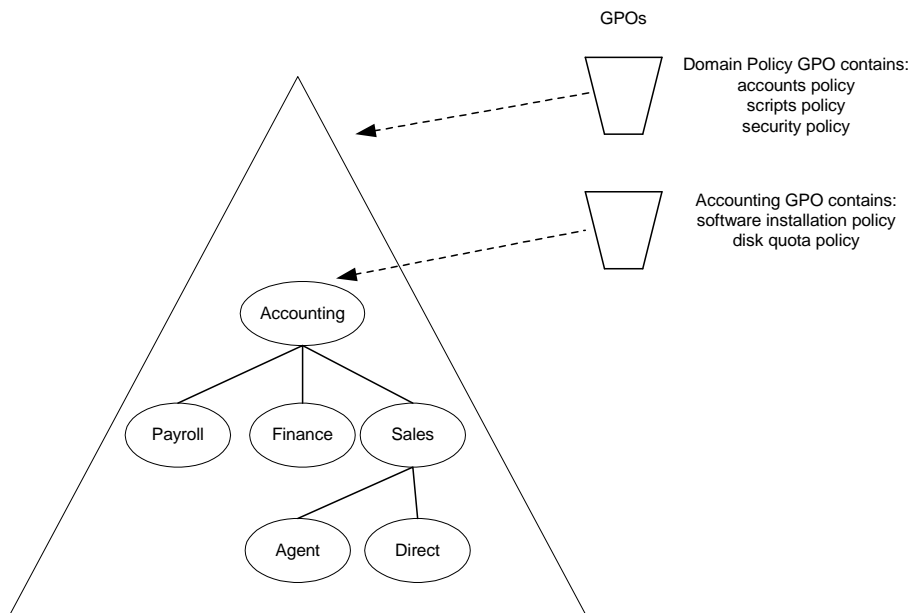 GPOs
Domain Policy GPO contains:
accounts policy
scripts policy
security policy
Accounting GPO contains:
software installation policy
disk quota policy
Accounting
Payroll
Finance
Sales
Agent
Direct